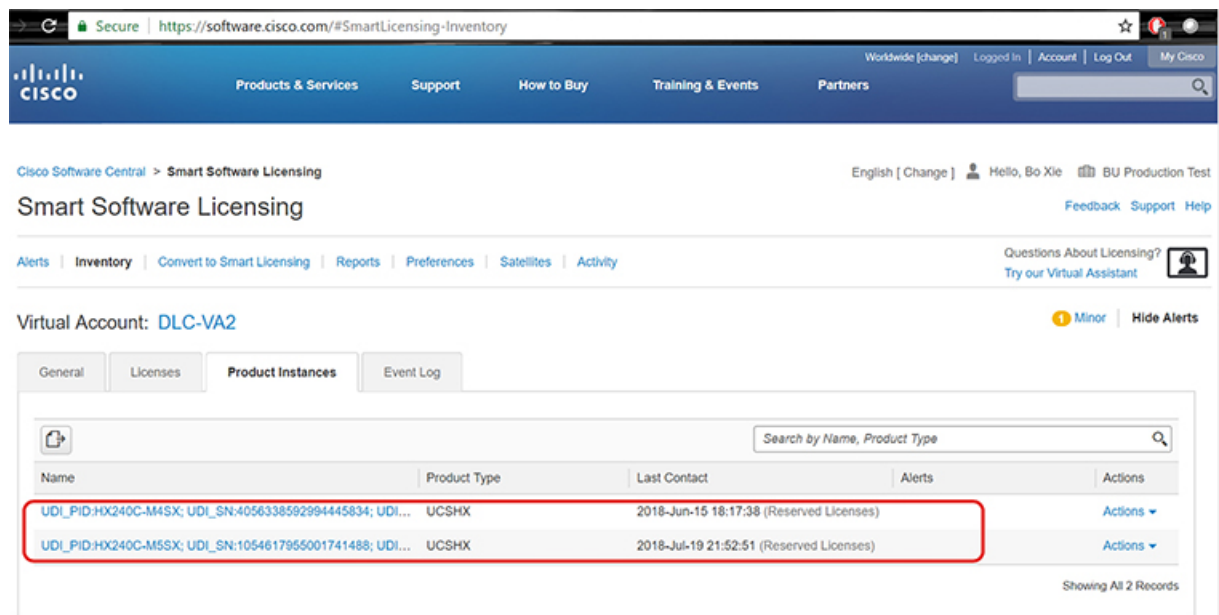 Secure | https://software.cisco.com/#SmartLicensing-Inventory
1
Worldwide [change] Logged In | Account | Log Out My Cisco
CISCO
Products & Services Support How to Buy Training & Events Partners
Cisco Software Central > Smart Software Licensing English [ Change ] Hello, Bo Xie BU Production Test
Smart Software Licensing Feedback Support Help
Alerts | Inventory | Convert to Smart Licensing | Reports | Preferences | Satellites | Activity
Questions About Licensing?
Try our Virtual Assistant
Virtual Account: DLC-VA2 1 Minor | Hide Alerts
General Licenses Product Instances Event Log
Search by Name, Product Type
Name Product Type Last Contact Alerts Actions
UDI_PID:HX240C-M4SX; UDI_SN:4056338592994445834; UDI... UCSHX 2018-Jun-15 18:17:38 (Reserved Licenses) Actions
UDI_PID:HX240C-M5SX; UDI_SN:1054617955001741488; UDI... UCSHX 2018-Jul-19 21:52:51 (Reserved Licenses) Actions
Showing All 2 Records